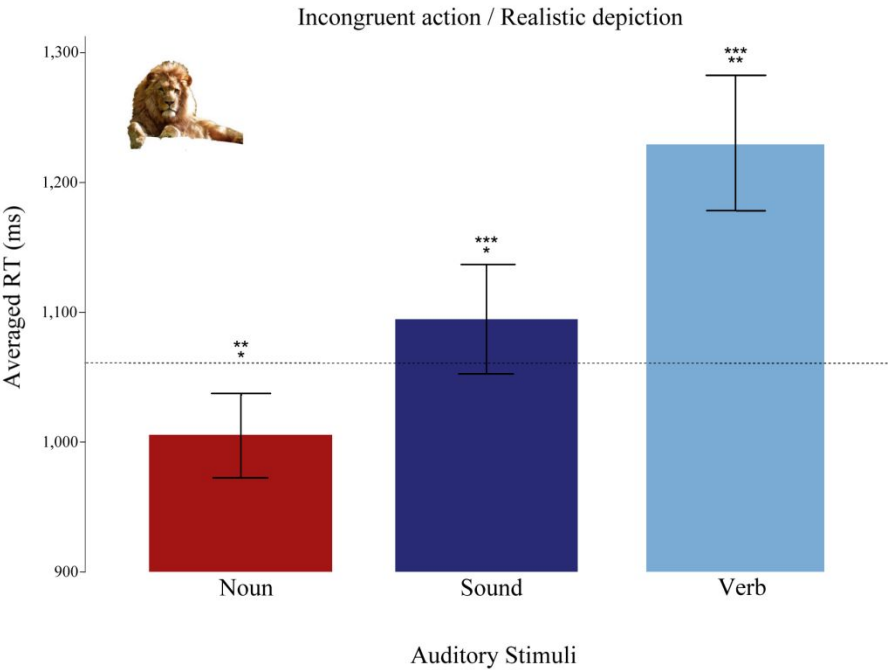 Incongruent action / Realistic depiction
Averaged RT (ms)
1,300
1,200
1,100
1,000
900
***
**
***
*
**
*
Noun Sound Verb
Auditory Stimuli